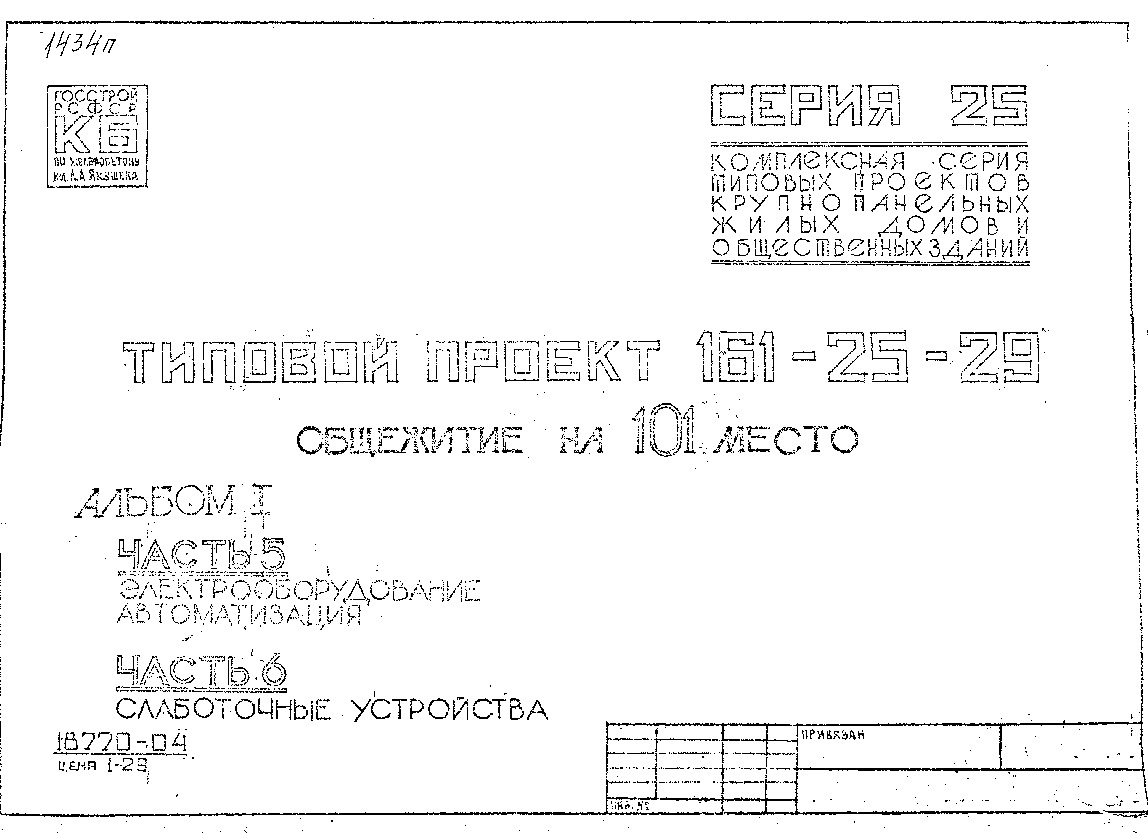 1434п
ГОССТРОЙ
РСФСР
КБ
ПО ЖЕЛЕЗОБЕТОНУ
ИМ. А.А. ЯКУШЕВА
СЕРИЯ 25
КОМПЛЕКСНАЯ СЕРИЯ
ТИПОВЫХ ПРОЕКТОВ
КРУПНОПАНЕЛЬНЫХ
ЖИЛЫХ ДОМОВ И
ОБЩЕСТВЕННЫХ ЗДАНИЙ
ТИПОВОЙ ПРОЕКТ 161-25-29
ОБЩЕЖИТИЕ НА 101 МЕСТО
АЛЬБОМ I
ЧАСТЬ 5
ЭЛЕКТРООБОРУДОВАНИЕ
АВТОМАТИЗАЦИЯ
ЧАСТЬ 6
СЛАБОТОЧНЫЕ УСТРОЙСТВА
18770-04
ЦЕНА 1-29
ПРИВЯЗАН
ИНВ. №